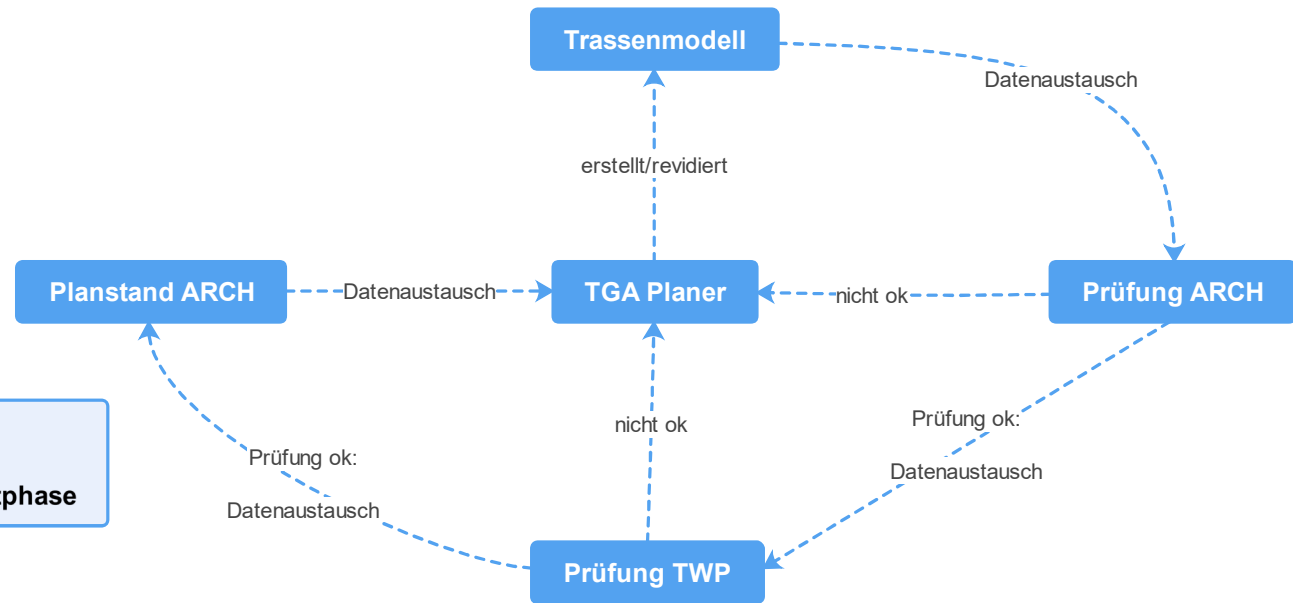 Trassenmodell
Datenaustausch
erstellt/revidiert
Planstand ARCH
Datenaustausch
TGA Planer
nicht ok
Prüfung ARCH
nicht ok
Prüfung ok:
Datenaustausch
Prüfung ok:
Datenaustausch
Prüfung TWP